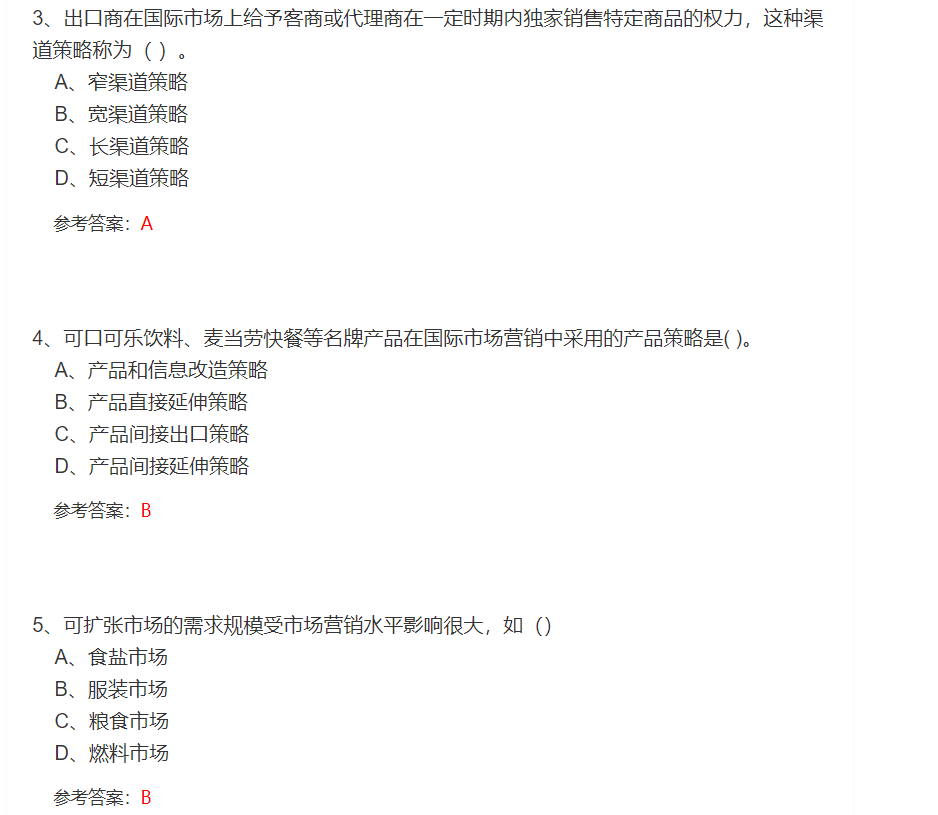 3、出口商在国际市场上给予客商或代理商在一定时期内独家销售特定商品的权力，这种渠
道策略称为（ ）。
A、窄渠道策略
B、宽渠道策略
C、长渠道策略
D、短渠道策略
参考答案：A
4、可口可乐饮料、麦当劳快餐等名牌产品在国际市场营销中采用的产品策略是( )。
A、产品和信息改造策略
B、产品直接延伸策略
C、产品间接出口策略
D、产品间接延伸策略
参考答案：B
5、可扩张市场的需求规模受市场营销水平影响很大，如（）
A、食盐市场
B、服装市场
C、粮食市场
D、燃料市场
参考答案：B